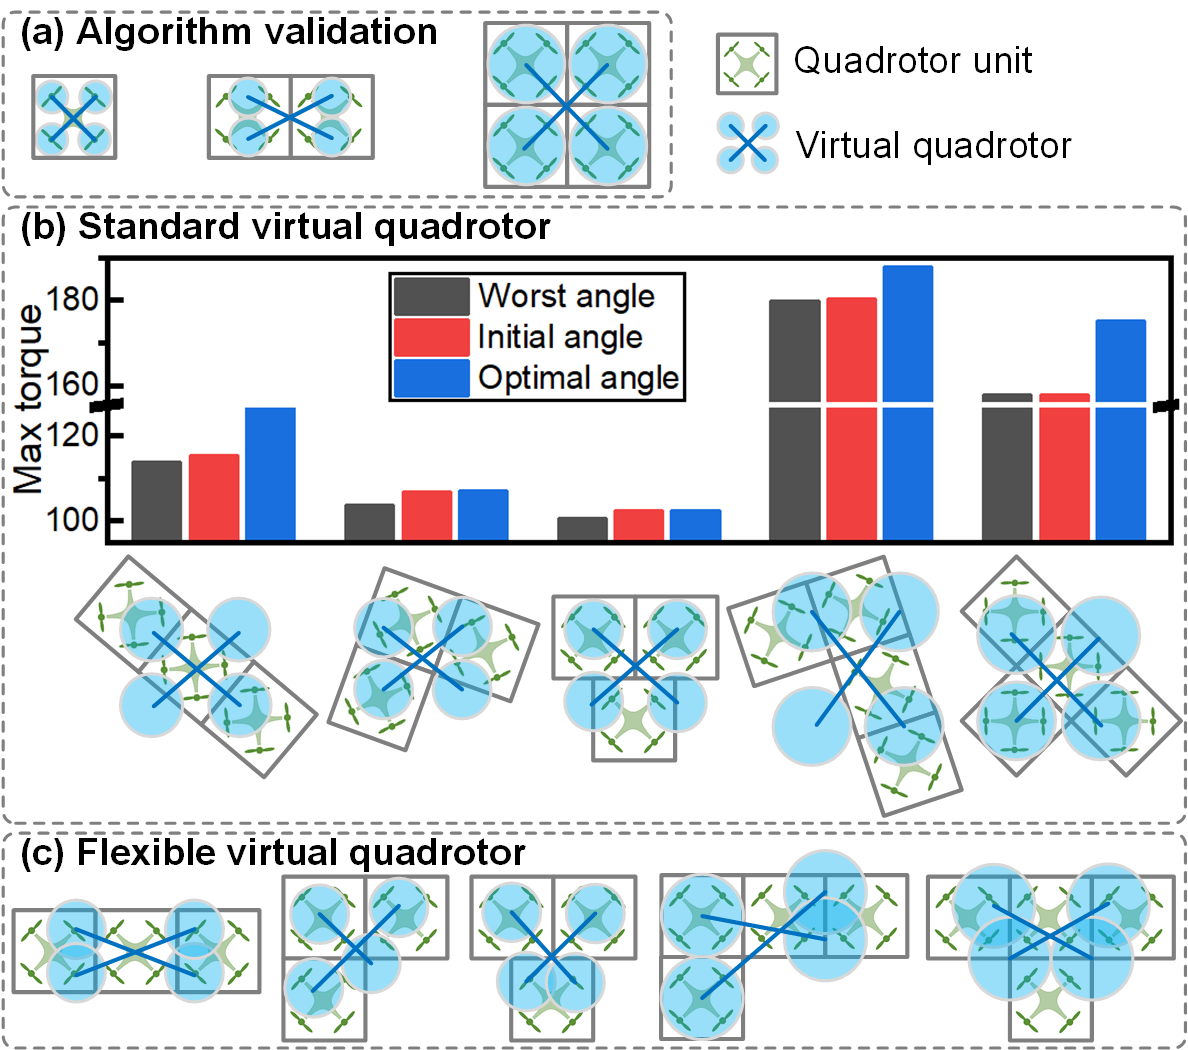 (a) Algorithm validation
Quadrotor unit
Virtual quadrotor
(b) Standard virtual quadrotor
Max torque
180
160
120
100
Worst angle
Initial angle
Optimal angle
(c) Flexible virtual quadrotor